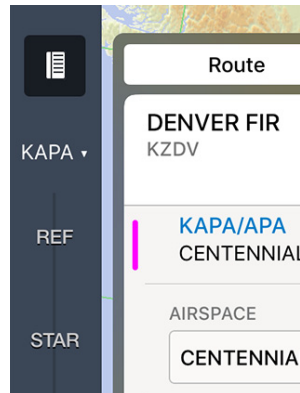 Route
DENVER FIR
KZDV
KAPA ▾
KAPA/APA
REF
CENTENNIAL
AIRSPACE
STAR
CENTENNIA